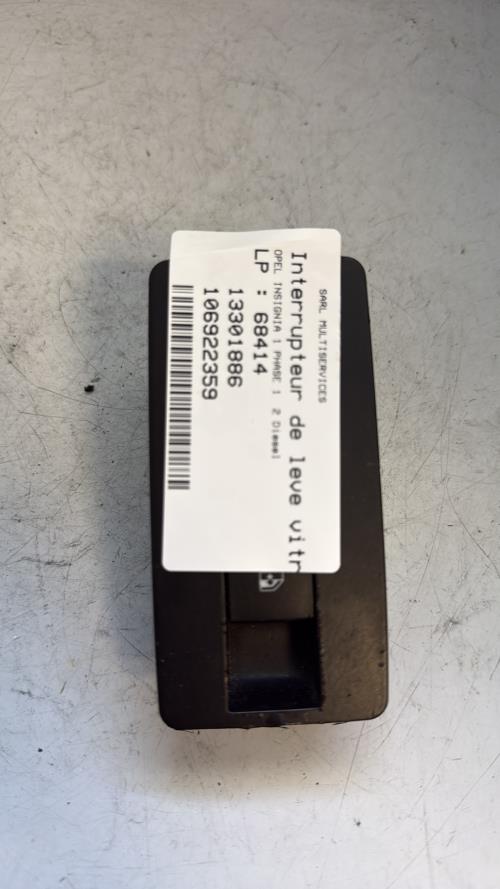 SARL MULTISERVICES
Interrupteur de leve vitr
OPEL INSIGNIA 1 PHASE 1 2 Diesel
LP : 68414
13301886
106922359